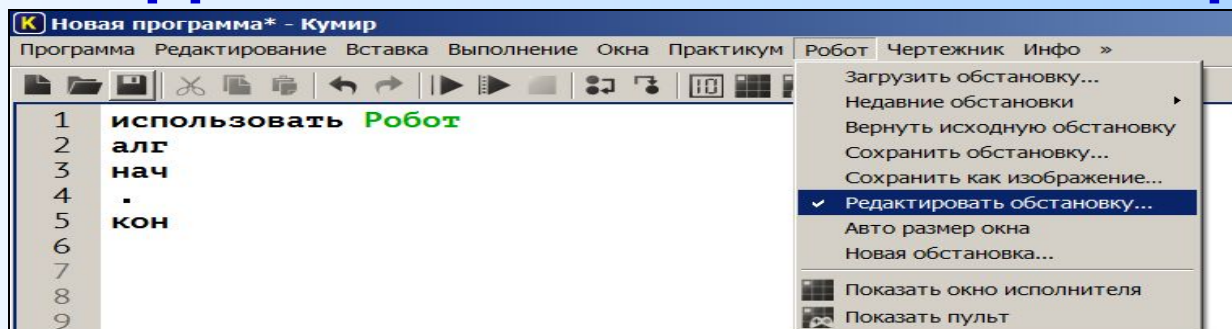 Новая программа* - Кумир
Программа Редактирование Вставка Выполнение Окна Практикум Робот Чертежник Инфо »
Загрузить обстановку...
Недавние обстановки
Вернуть исходную обстановку
Сохранить обстановку...
Сохранить как изображение...
Редактировать обстановку...
Авто размер окна
Новая обстановка...
Показать окно исполнителя
Показать пульт
1 использовать Робот
2 алг
3 нач
4 .
5 кон
6
7
8
9